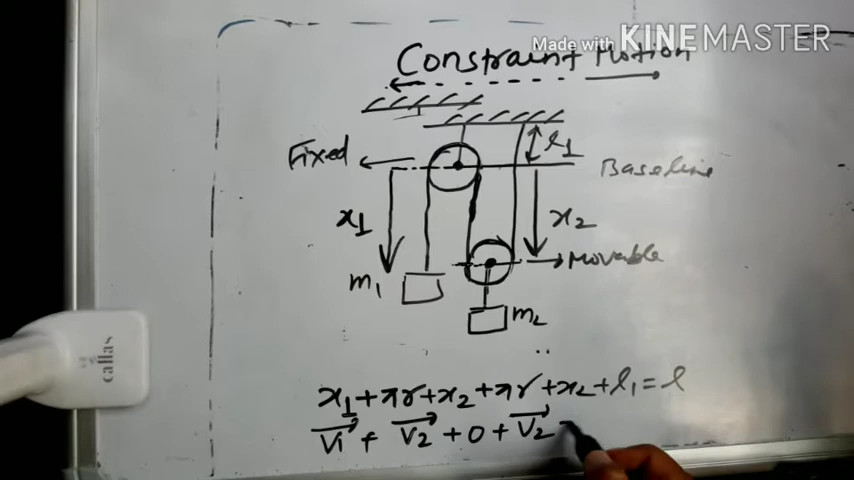 Made with KINEMASTER
Constraint Motion
Fixed
l1
Baseline
x1
x2
Movable
m1
m2
x1+πr+x2+πr+x2+l1=l
V1 + V2 + 0 + V2 =
callas